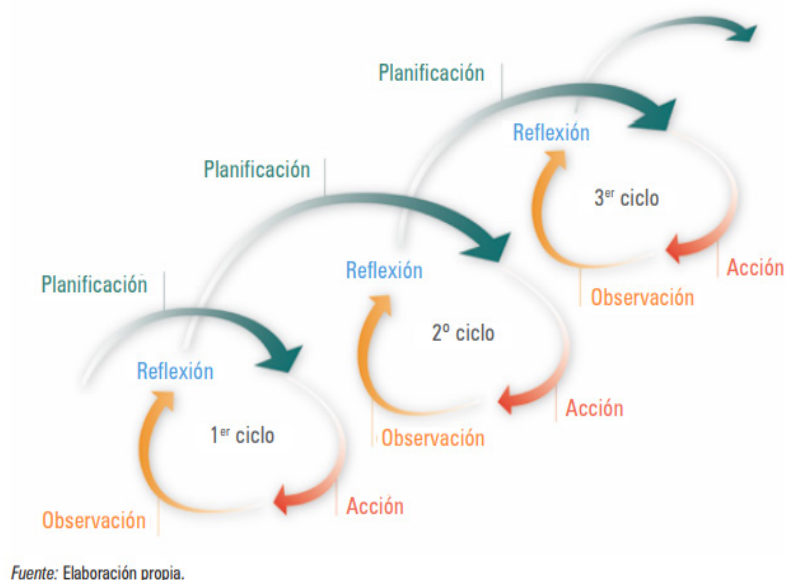 Planificación
Reflexión
3er ciclo
Acción
Observación
Planificación
Reflexión
2º ciclo
Acción
Observación
Planificación
Reflexión
1er ciclo
Acción
Observación
Fuente: Elaboración propia.